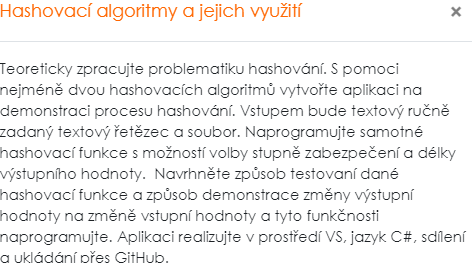 Hashovací algoritmy a jejich využití ×
Teoreticky zpracujte problematiku hashování. S pomoci
nejméně dvou hashovacích algoritmů vytvořte aplikaci na
demonstraci procesu hashování. Vstupem bude textový ručně
zadaný textový řetězec a soubor. Naprogramujte samotné
hashovací funkce s možností volby stupně zabezpečení a délky
výstupního hodnoty. Navrhněte způsob testovaní dané
hashovací funkce a způsob demonstrace změny výstupní
hodnoty na změně vstupní hodnoty a tyto funkčnosti
naprogramujte. Aplikaci realizujte v prostředí VS, jazyk C#, sdílení
a ukládání přes GitHub.